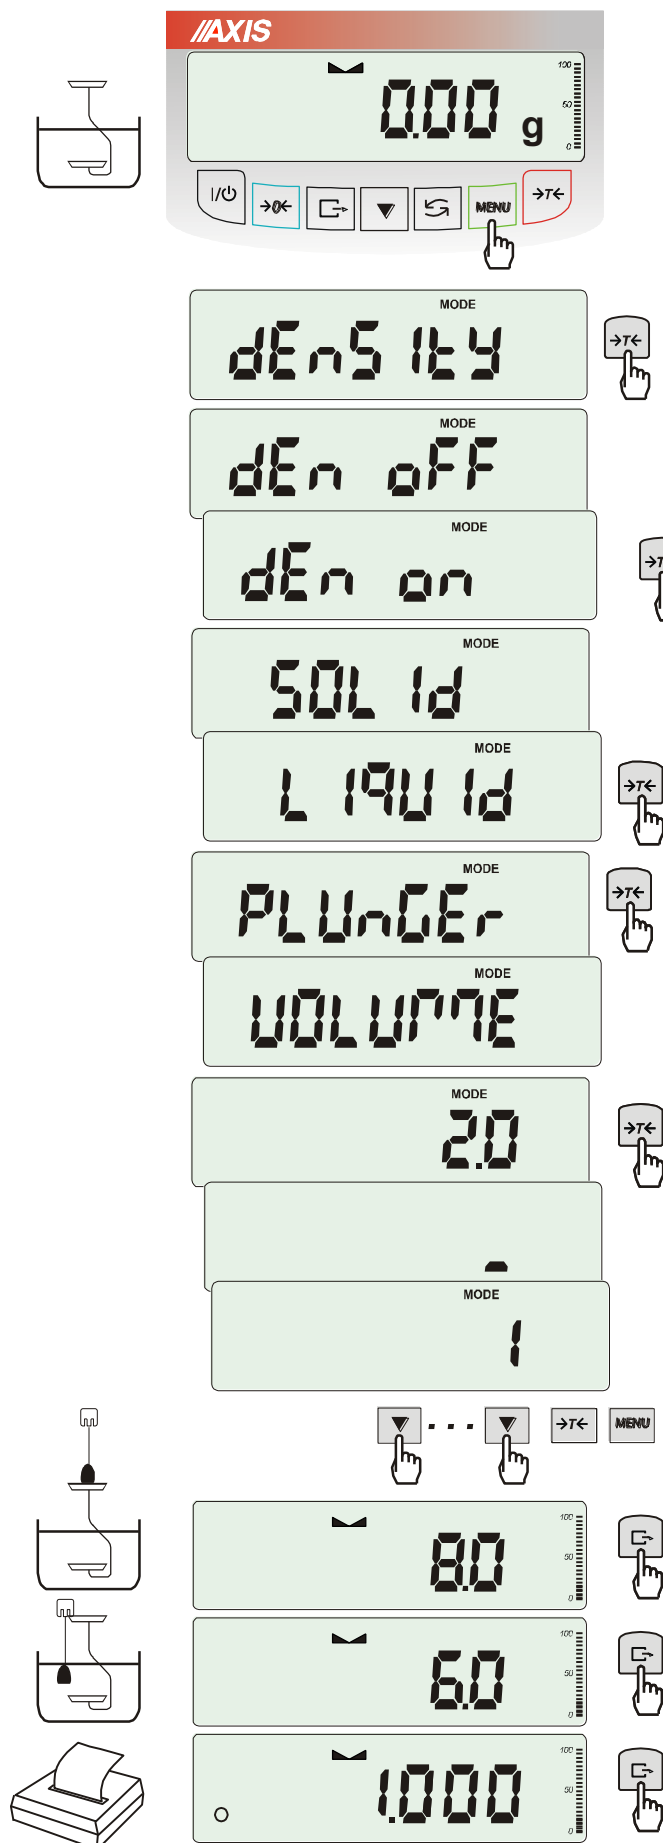 //AXIS
100
0.00 g
50
0
I/⏻ →0← MENU →T←
MODE
dEnSItY →T←
MODE
dEn oFF
MODE
dEn on →T
MODE
SOLId
MODE
LIqUId →T←
MODE
PLUnGEr →T←
MODE
VOLUME
MODE
2.0 →T←
-
MODE
1
▼ . . . ▼ →T← MENU
100
8.0 50
0
100
6.0 50
0
100
1.000 50
0